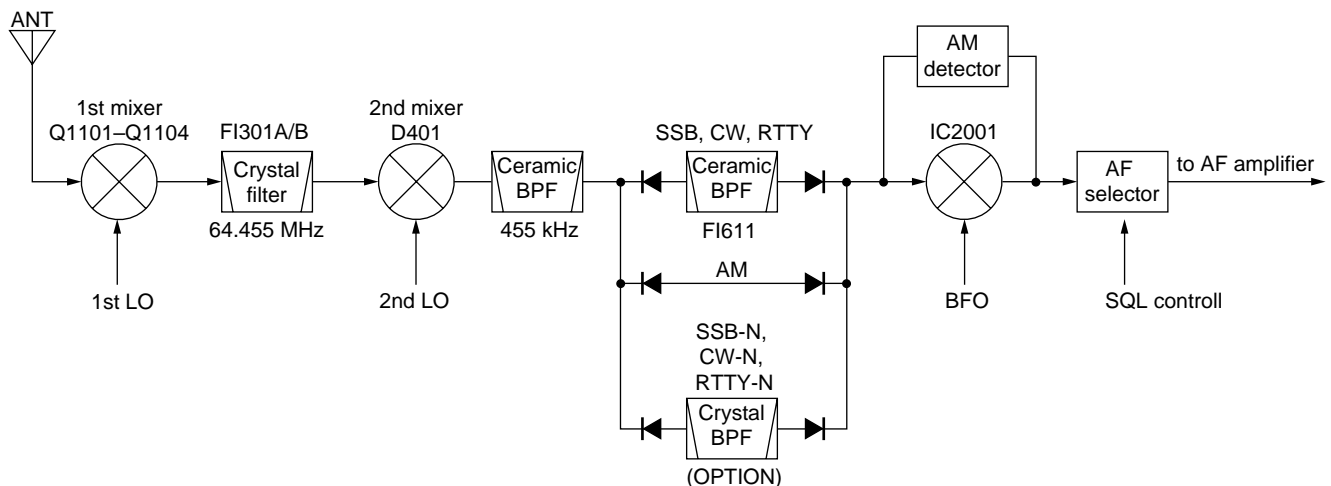 ANT
1st mixer
Q1101–Q1104
FI301A/B
Crystal
filter
64.455 MHz
1st LO
2nd mixer
D401
2nd LO
Ceramic
BPF
455 kHz
SSB, CW, RTTY
Ceramic
BPF
FI611
AM
SSB-N,
CW-N,
RTTY-N
Crystal
BPF
(OPTION)
AM
detector
IC2001
BFO
AF
selector
SQL controll
to AF amplifier